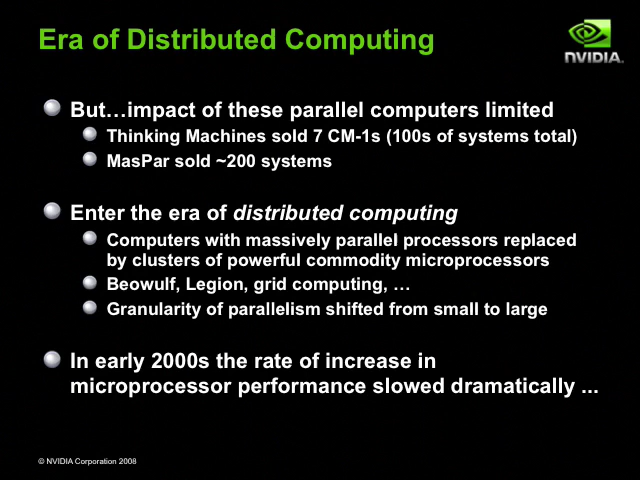 Era of Distributed Computing
NVIDIA.
But…impact of these parallel computers limited
Thinking Machines sold 7 CM-1s (100s of systems total)
MasPar sold ~200 systems
Enter the era of distributed computing
Computers with massively parallel processors replaced
by clusters of powerful commodity microprocessors
Beowulf, Legion, grid computing, …
Granularity of parallelism shifted from small to large
In early 2000s the rate of increase in
microprocessor performance slowed dramatically ...
© NVIDIA Corporation 2008